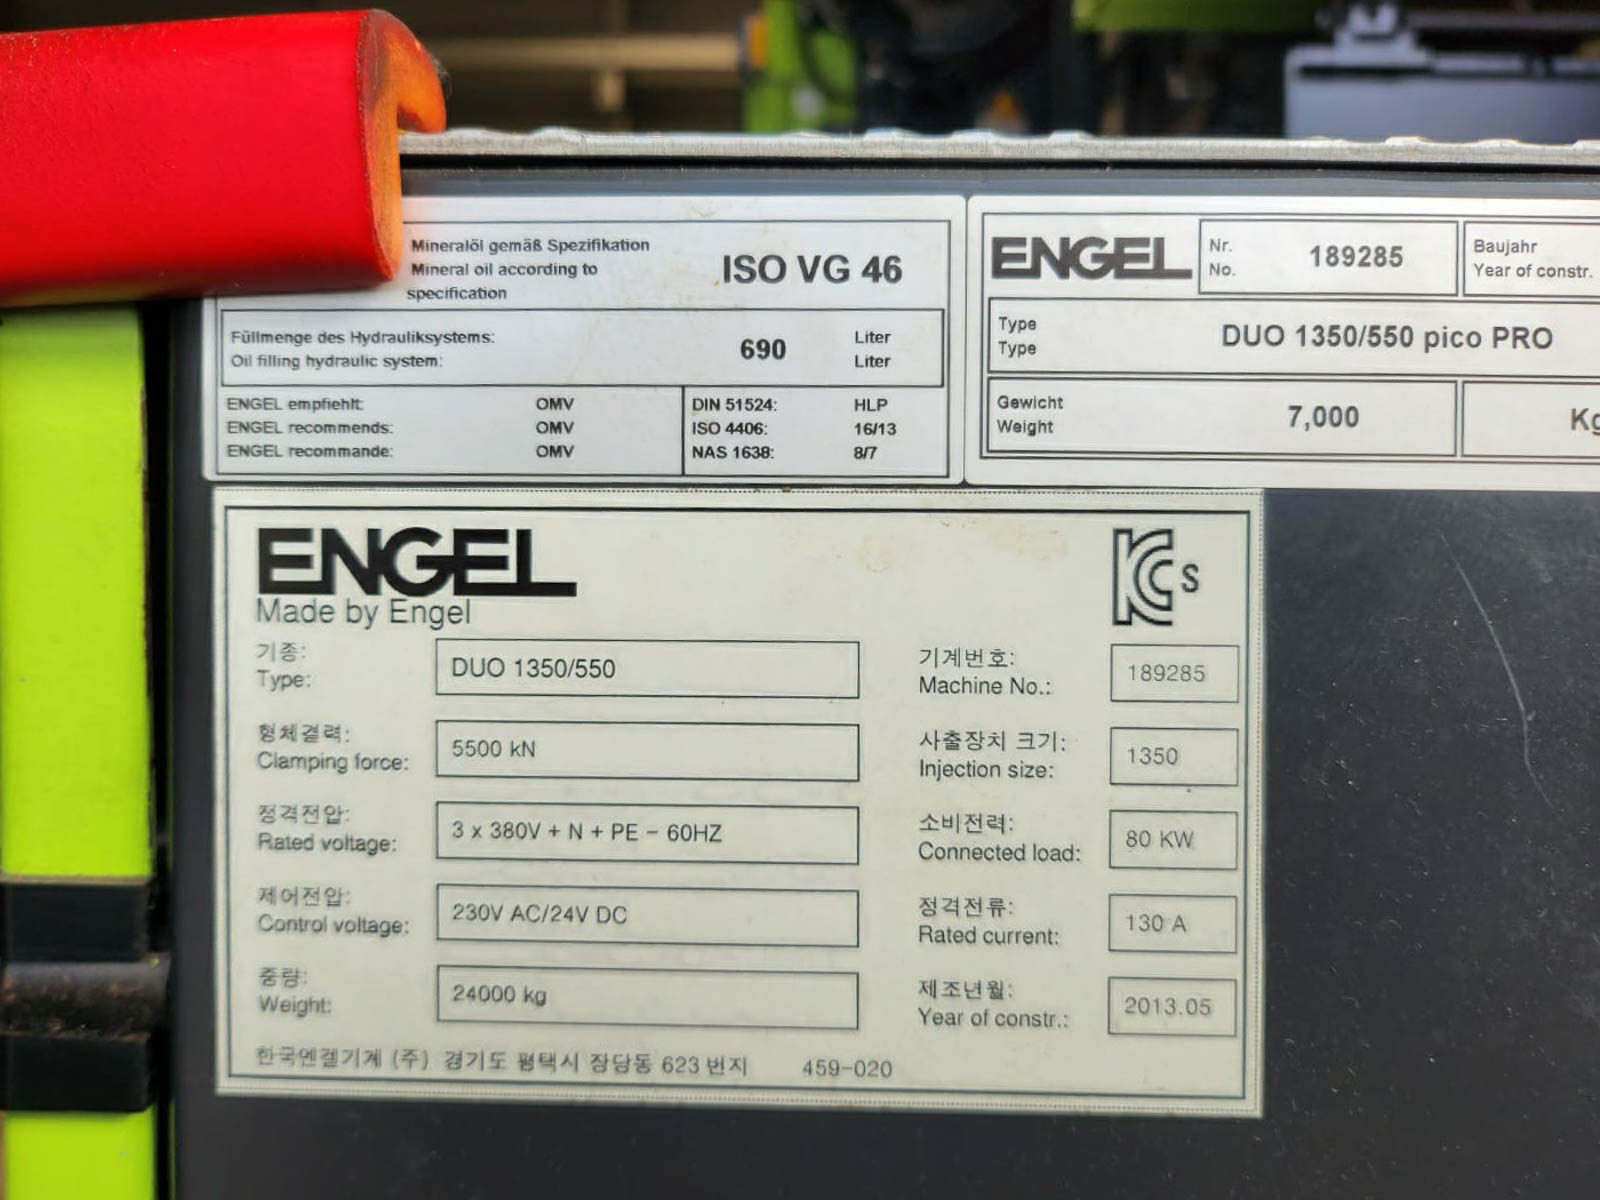 Mineralöl gemäß Spezifikation
Mineral oil according to
specification
ISO VG 46
Füllmenge des Hydrauliksystems:
Oil filling hydraulic system:
690
Liter
Liter
ENGEL empfiehlt: OMV
ENGEL recommends: OMV
ENGEL recommande: OMV
DIN 51524: HLP
ISO 4406: 16/13
NAS 1638: 8/7
ENGEL
Nr.
No.
189285
Baujahr
Year of constr.
Type
Type
DUO 1350/550 pico PRO
Gewicht
Weight
7,000
Kg
ENGEL
Made by Engel
KC s
기종:
Type:
DUO 1350/550
기계번호:
Machine No.:
189285
형체결력:
Clamping force:
5500 kN
사출장치 크기:
Injection size:
1350
정격전압:
Rated voltage:
3 x 380V + N + PE - 60HZ
소비전력:
Connected load:
80 KW
제어전압:
Control voltage:
230V AC/24V DC
정격전류:
Rated current:
130 A
중량:
Weight:
24000 kg
제조년월:
Year of constr.:
2013.05
한국엔겔기계 (주) 경기도 평택시 장당동 623 번지 459-020